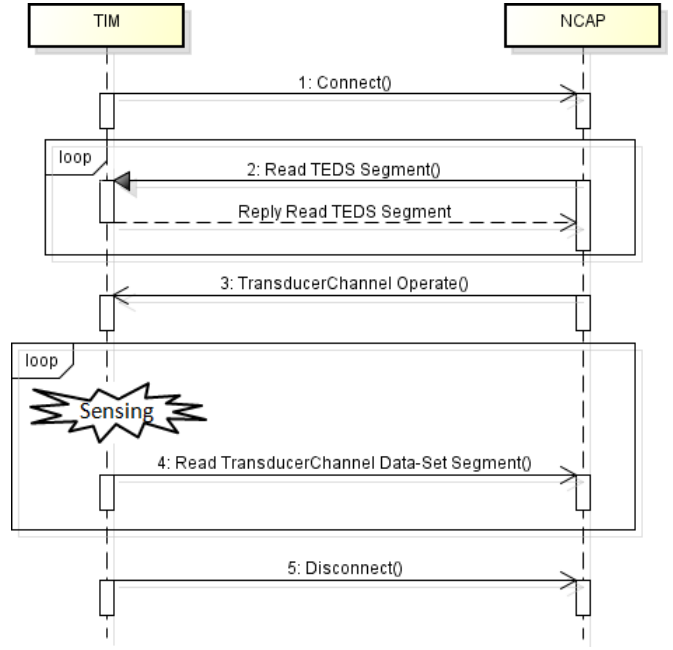 TIM
NCAP
1: Connect()
loop
2: Read TEDS Segment()
Reply Read TEDS Segment
3: TransducerChannel Operate()
loop
Sensing
4: Read TransducerChannel Data-Set Segment()
5: Disconnect()